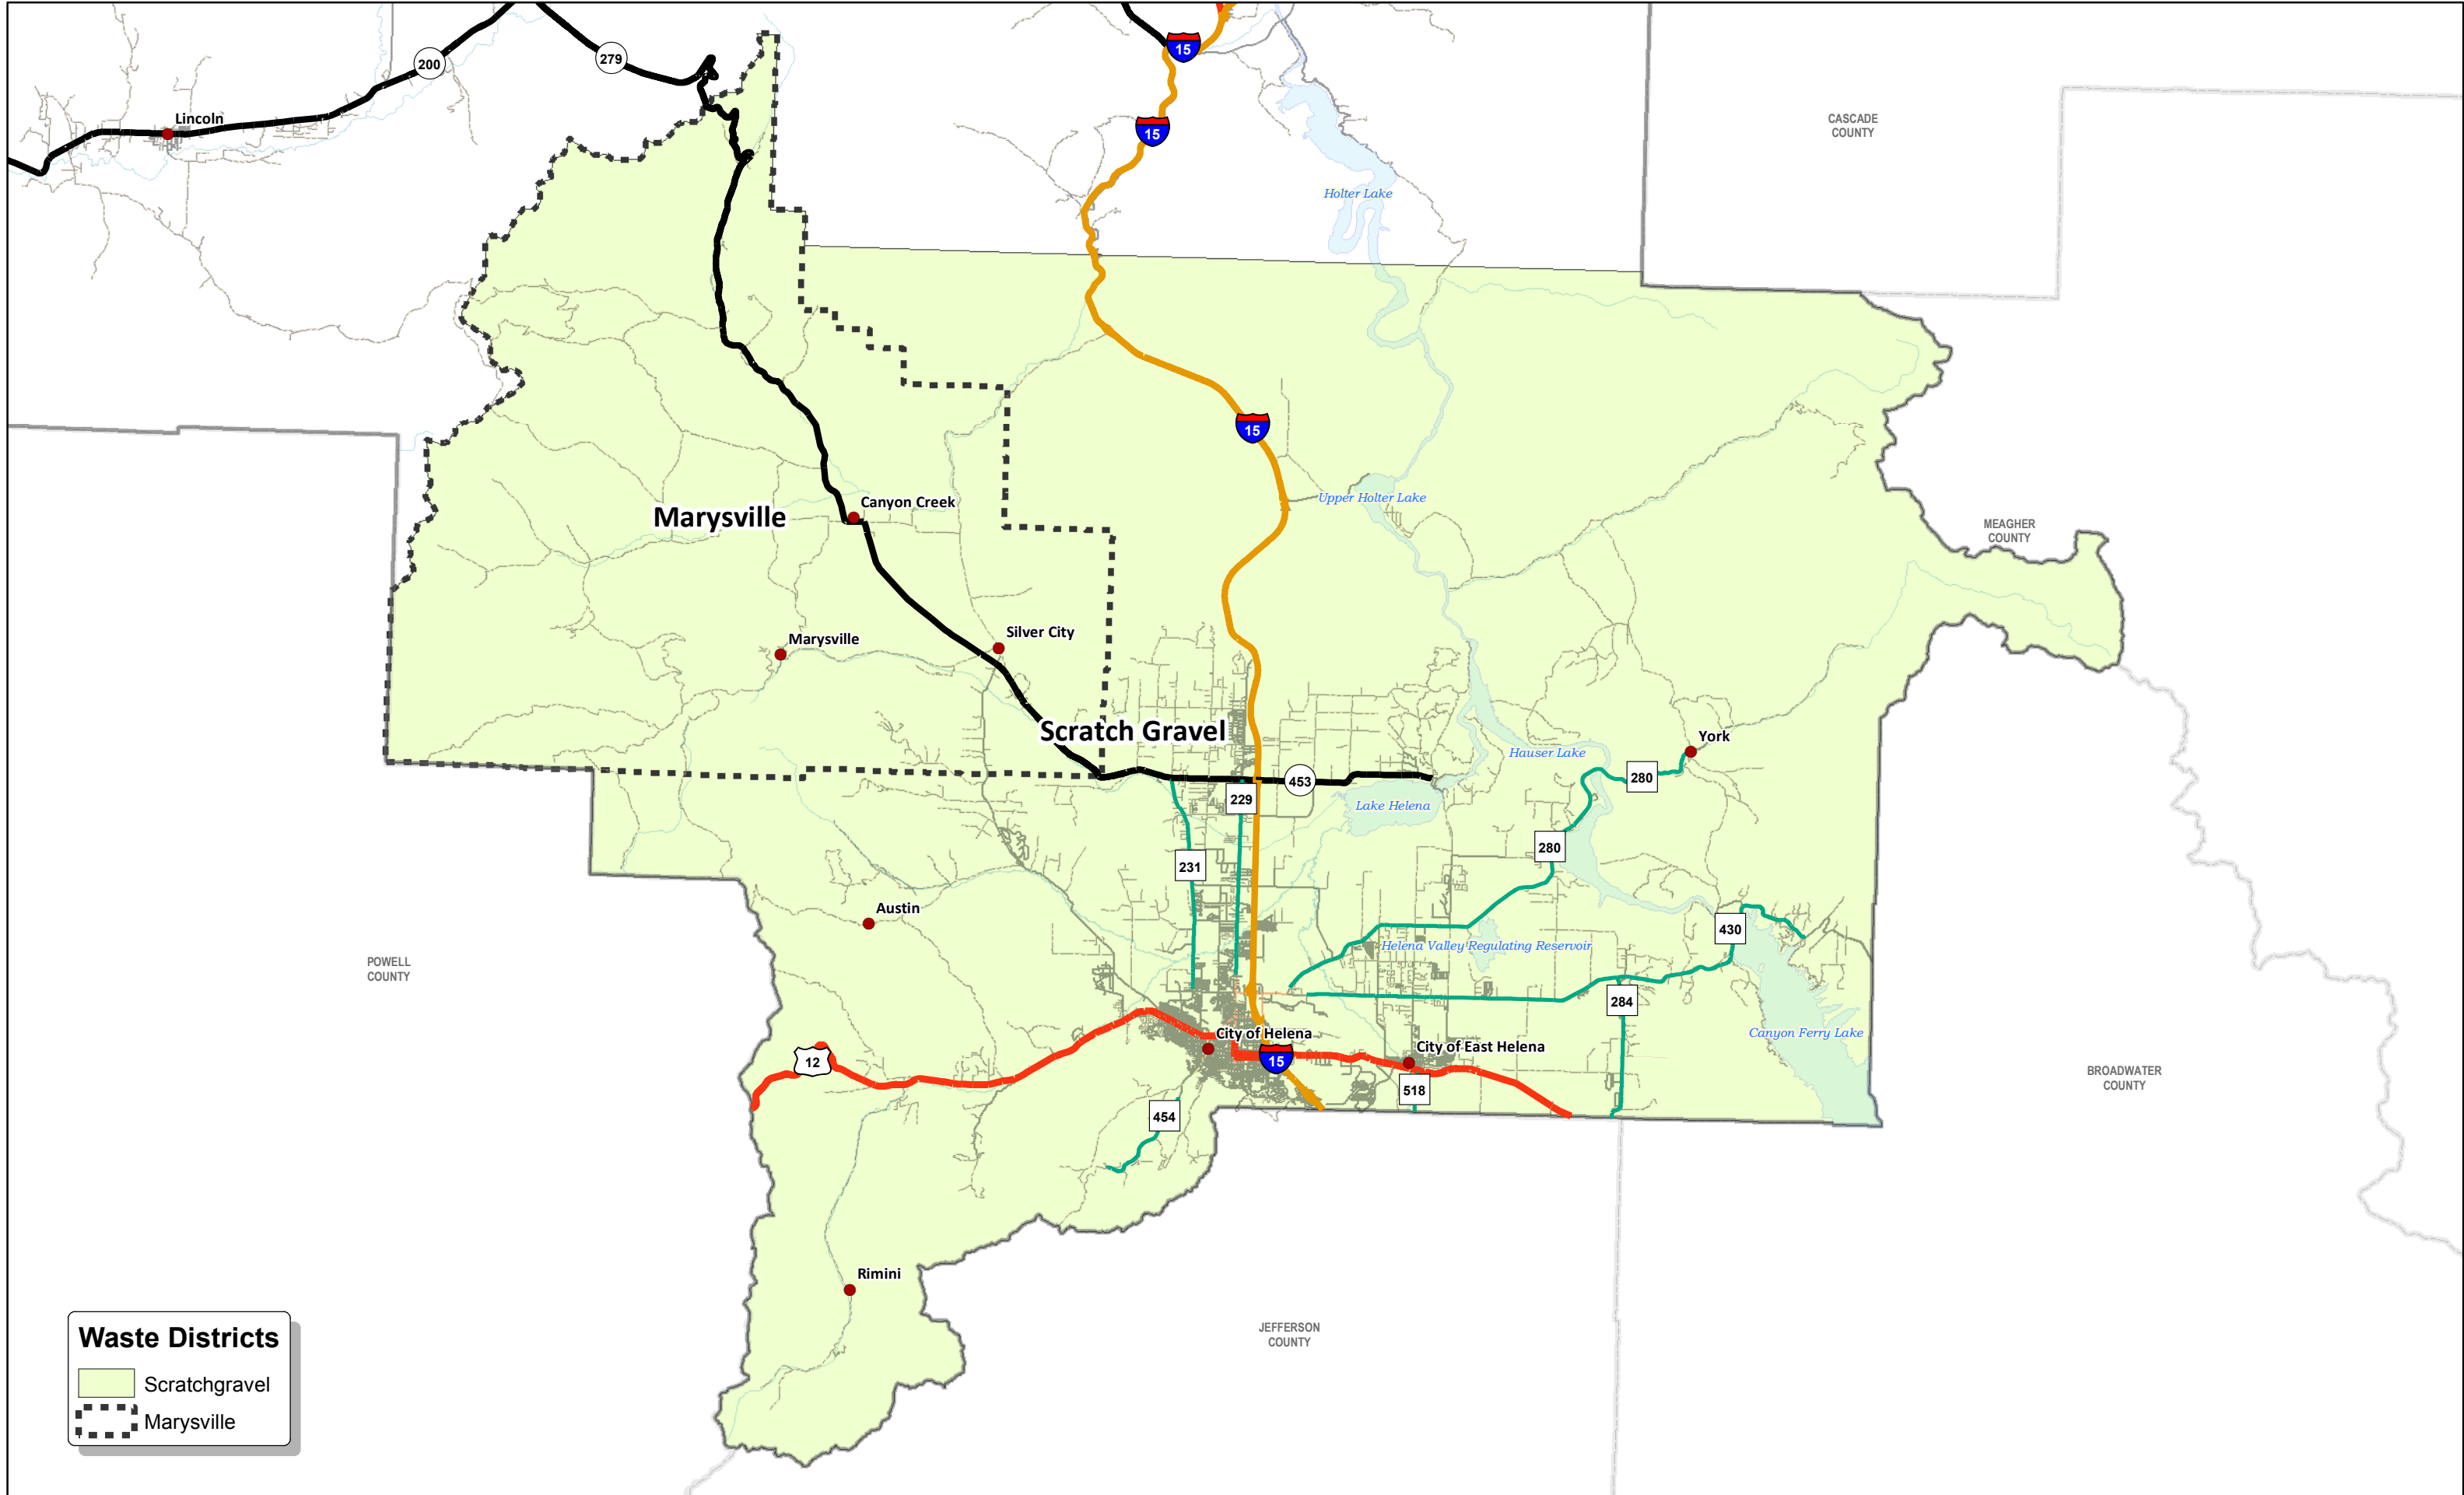 15
279
200
Lincoln
CASCADE
COUNTY
15
Holter Lake
15
Upper Holter Lake
Canyon Creek
Marysville
MEAGHER
COUNTY
Silver City
Marysville
Scratch Gravel
York
Hauser Lake
280
453
229
Lake Helena
280
231
Austin
430
Helena Valley Regulating Reservoir
POWELL
COUNTY
284
City of Helena
Canyon Ferry Lake
City of East Helena
12
15
BROADWATER
COUNTY
518
454
Rimini
JEFFERSON
COUNTY
Waste Districts
Scratchgravel
Marysville